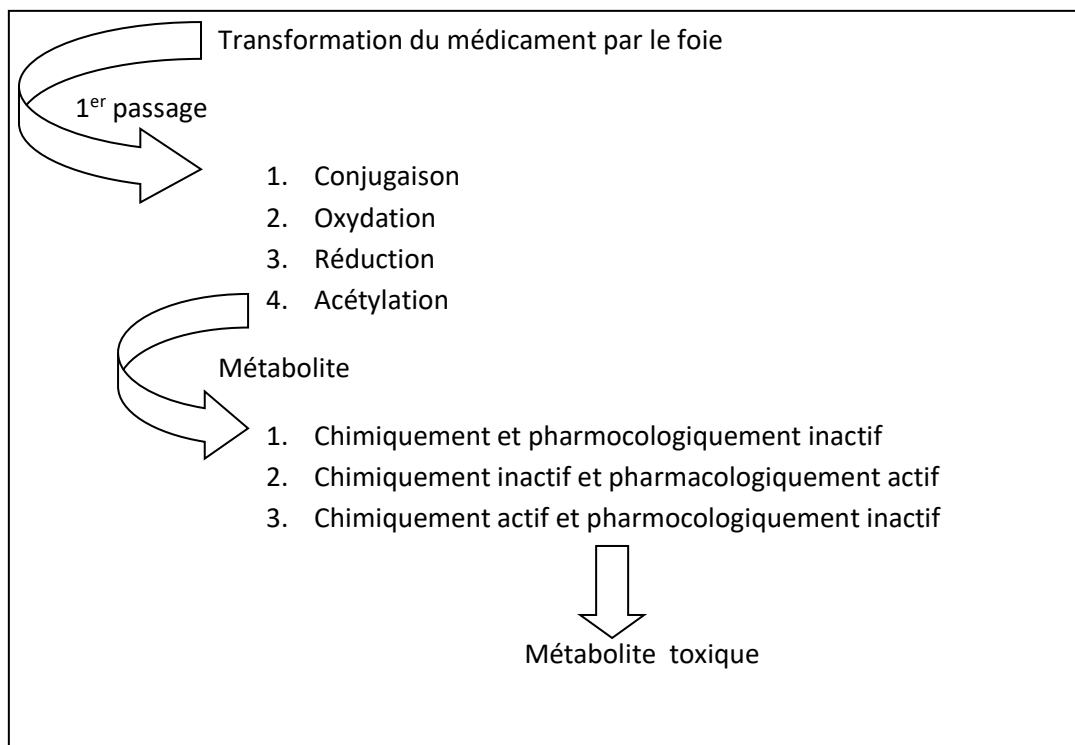 Transformation du médicament par le foie
1er passage
1. Conjugaison
2. Oxydation
3. Réduction
4. Acétylation
Métabolite
1. Chimiquement et pharmocologiquement inactif
2. Chimiquement inactif et pharmacologiquement actif
3. Chimiquement actif et pharmocologiquement inactif
Métabolite toxique